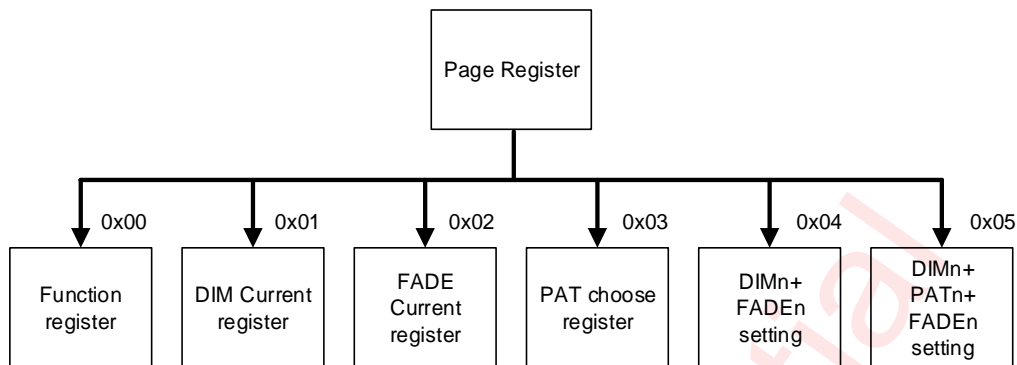 Page Register
0x00
0x01
0x02
0x03
0x04
0x05
Function
register
DIM Current
register
FADE
Current
register
PAT choose
register
DIMn+
FADEn
setting
DIMn+
PATn+
FADEn
setting
tial